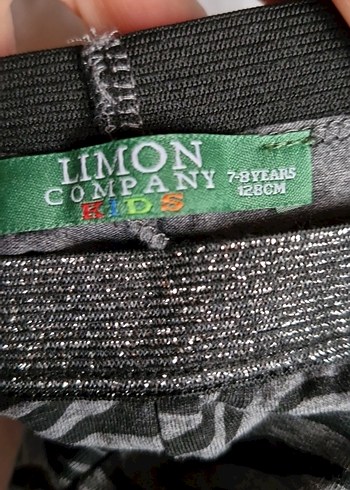 LIMON
COMPANY
KIDS
7-8 YEARS
128CM